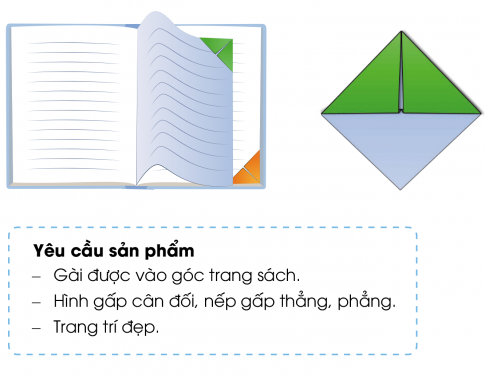 Yêu cầu sản phẩm
– Gài được vào góc trang sách.
– Hình gấp cân đối, nếp gấp thẳng, phẳng.
– Trang trí đẹp.